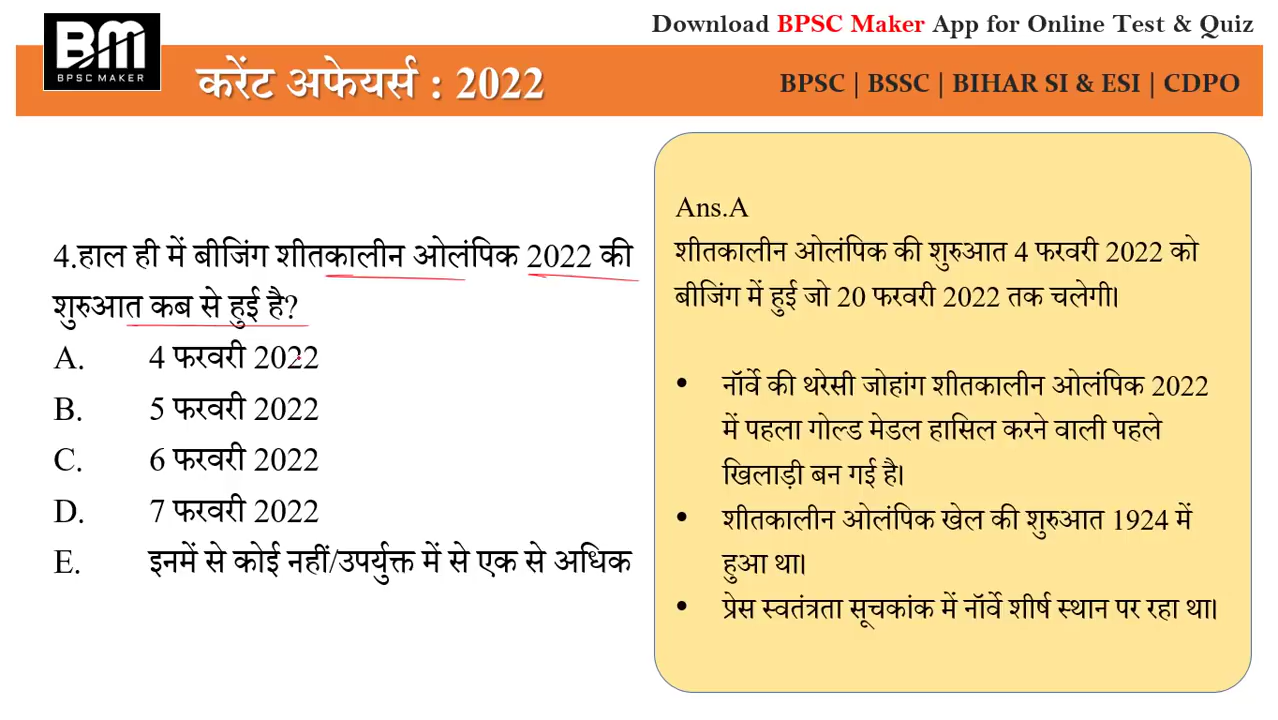 Download BPSC Maker App for Online Test & Quiz
BM
BPSC MAKER
करेंट अफेयर्स : 2022
BPSC | BSSC | BIHAR SI & ESI | CDPO
4.हाल ही में बीजिंग शीतकालीन ओलंपिक 2022 की
शुरुआत कब से हुई है?
A. 4 फरवरी 2022
B. 5 फरवरी 2022
C. 6 फरवरी 2022
D. 7 फरवरी 2022
E. इनमें से कोई नहीं/उपर्युक्त में से एक से अधिक
Ans.A
शीतकालीन ओलंपिक की शुरुआत 4 फरवरी 2022 को
बीजिंग में हुई जो 20 फरवरी 2022 तक चलेगी।
• नॉर्वे की थरेसी जोहांग शीतकालीन ओलंपिक 2022
में पहला गोल्ड मेडल हासिल करने वाली पहले
खिलाड़ी बन गई है।
• शीतकालीन ओलंपिक खेल की शुरुआत 1924 में
हुआ था।
• प्रेस स्वतंत्रता सूचकांक में नॉर्वे शीर्ष स्थान पर रहा था।